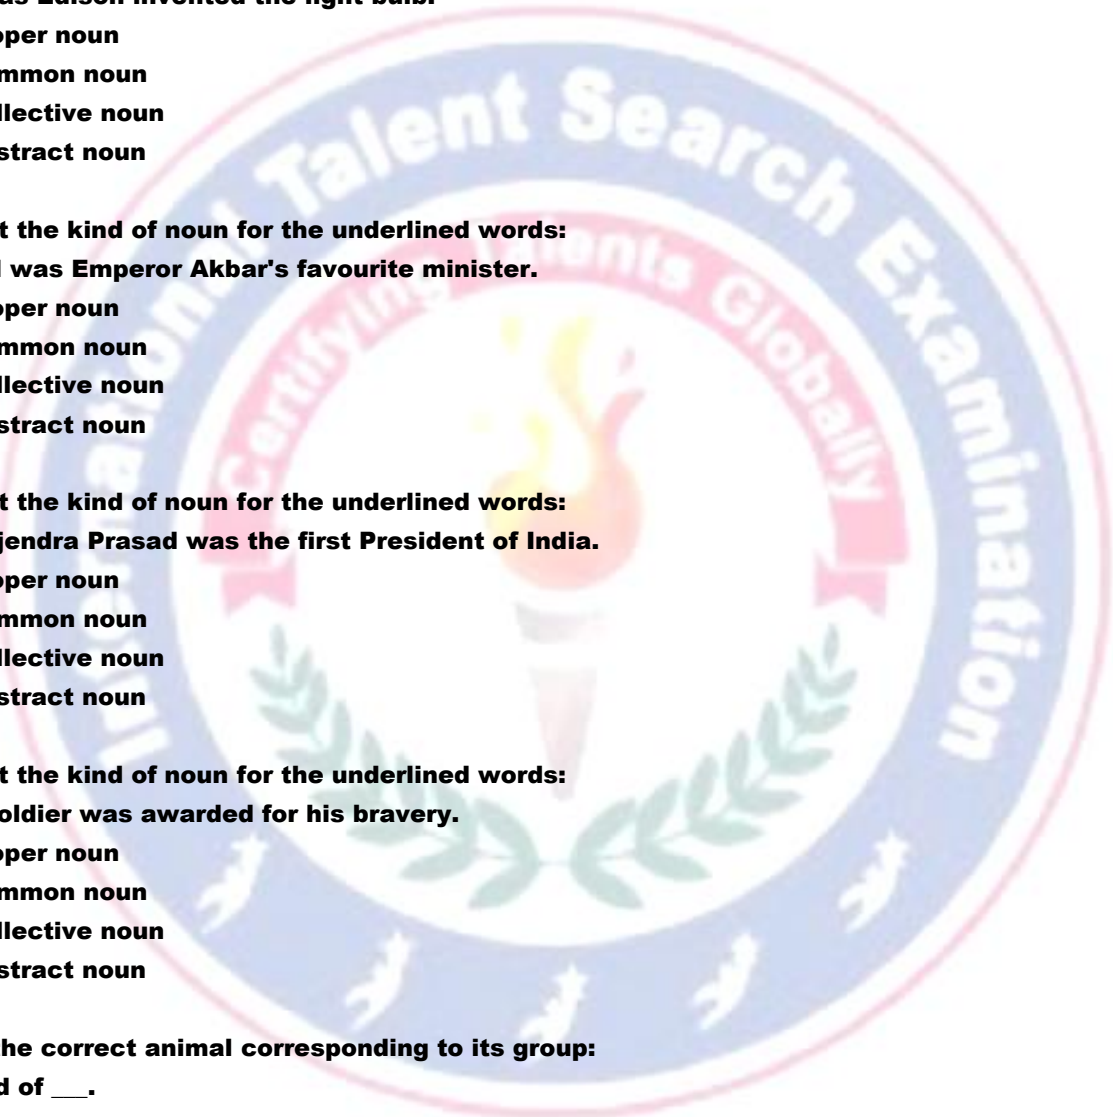 as Edison invented the light bulb.
oper noun
mmon noun
llective noun
stract noun
t the kind of noun for the underlined words:
l was Emperor Akbar's favourite minister.
oper noun
mmon noun
llective noun
stract noun
t the kind of noun for the underlined words:
jendra Prasad was the first President of India.
oper noun
mmon noun
llective noun
stract noun
t the kind of noun for the underlined words:
oldier was awarded for his bravery.
oper noun
mmon noun
llective noun
stract noun
the correct animal corresponding to its group:
d of ___.
International Talent Search Examination
Certifying Talents Globally